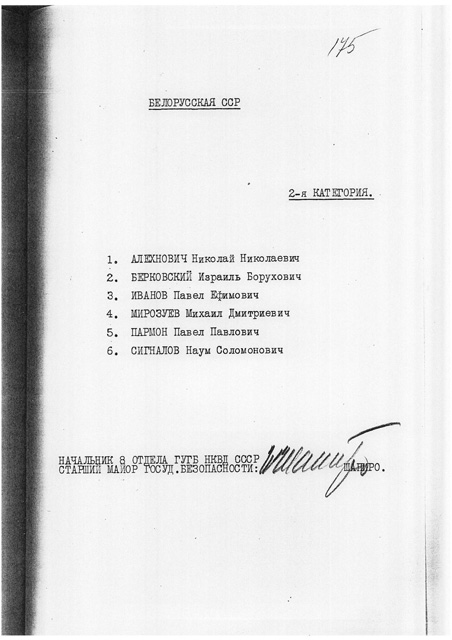 175
БЕЛОРУССКАЯ ССР
2-я КАТЕГОРИЯ.
1. АЛЕХНОВИЧ Николай Николаевич
2. БЕРКОВСКИЙ Израиль Борухович
3. ИВАНОВ Павел Ефимович
4. МИРОЗУЕВ Михаил Дмитриевич
5. ПАРМОН Павел Павлович
6. СИГНАЛОВ Наум Соломонович
НАЧАЛЬНИК 8 ОТДЕЛА ГУГБ НКВД СССР
СТАРШИЙ МАЙОР ГОСУД.БЕЗОПАСНОСТИ: ШАПИРО.